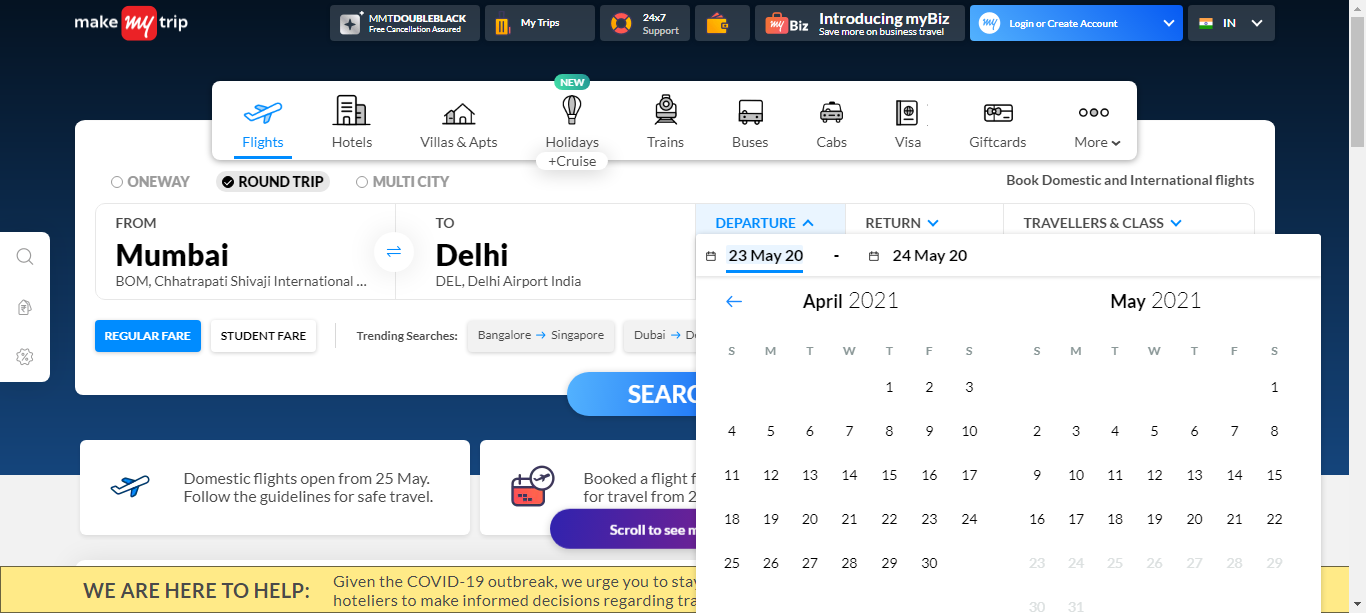 make my trip
MMTDOUBLEBLACK
Free Cancellation Assured
My Trips
24x7
Support
my Biz
Introducing myBiz
Save more on business travel
my Login or Create Account
IN
NEW
Flights
Hotels
Villas & Apts
Holidays
+Cruise
Trains
Buses
Cabs
Visa
Giftcards
More
ONEWAY ROUND TRIP MULTI CITY
Book Domestic and International flights
FROM
Mumbai
BOM, Chhatrapati Shivaji International ...
TO
Delhi
DEL, Delhi Airport India
DEPARTURE
RETURN
TRAVELLERS & CLASS
23 May 20 - 24 May 20
REGULAR FARE STUDENT FARE
Trending Searches: Bangalore → Singapore Dubai → D
SEARC
April 2021
S M T W T F S
1 2 3
4 5 6 7 8 9 10
11 12 13 14 15 16 17
18 19 20 21 22 23 24
25 26 27 28 29 30
May 2021
S M T W T F S
1
2 3 4 5 6 7 8
9 10 11 12 13 14 15
16 17 18 19 20 21 22
23 24 25 26 27 28 29
30 31
Domestic flights open from 25 May.
Follow the guidelines for safe travel.
Booked a flight f
for travel from 2
Scroll to see m
WE ARE HERE TO HELP:
Given the COVID-19 outbreak, we urge you to stay
hoteliers to make informed decisions regarding tra